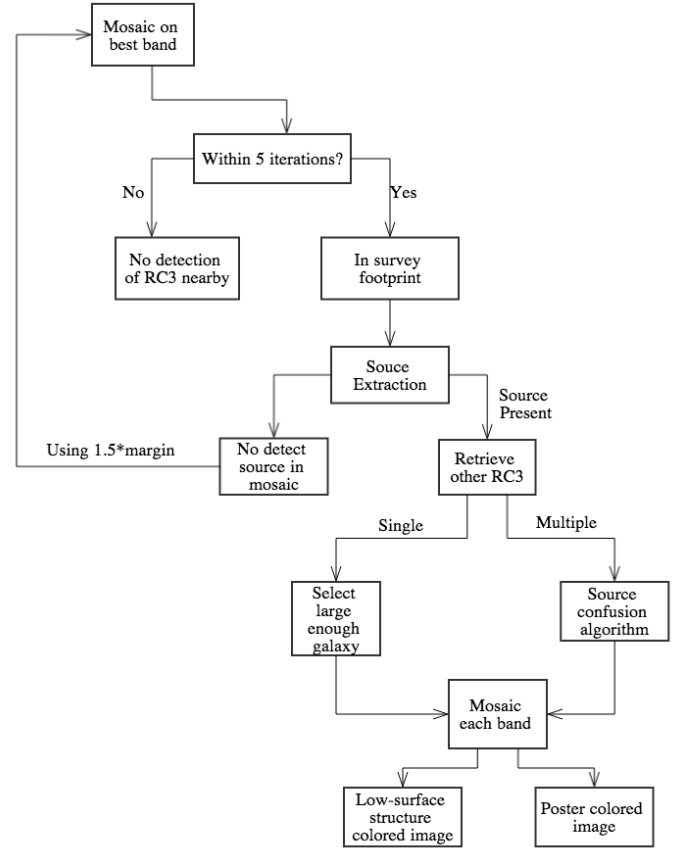 Mosaic on
best band
Within 5 iterations?
No
Yes
No detection
of RC3 nearby
In survey
footprint
Souce
Extraction
Source
Present
Using 1.5*margin
No detect
source in
mosaic
Retrieve
other RC3
Single
Multiple
Select
large
enough
galaxy
Source
confusion
algorithm
Mosaic
each band
Low-surface
structure
colored image
Poster colored
image